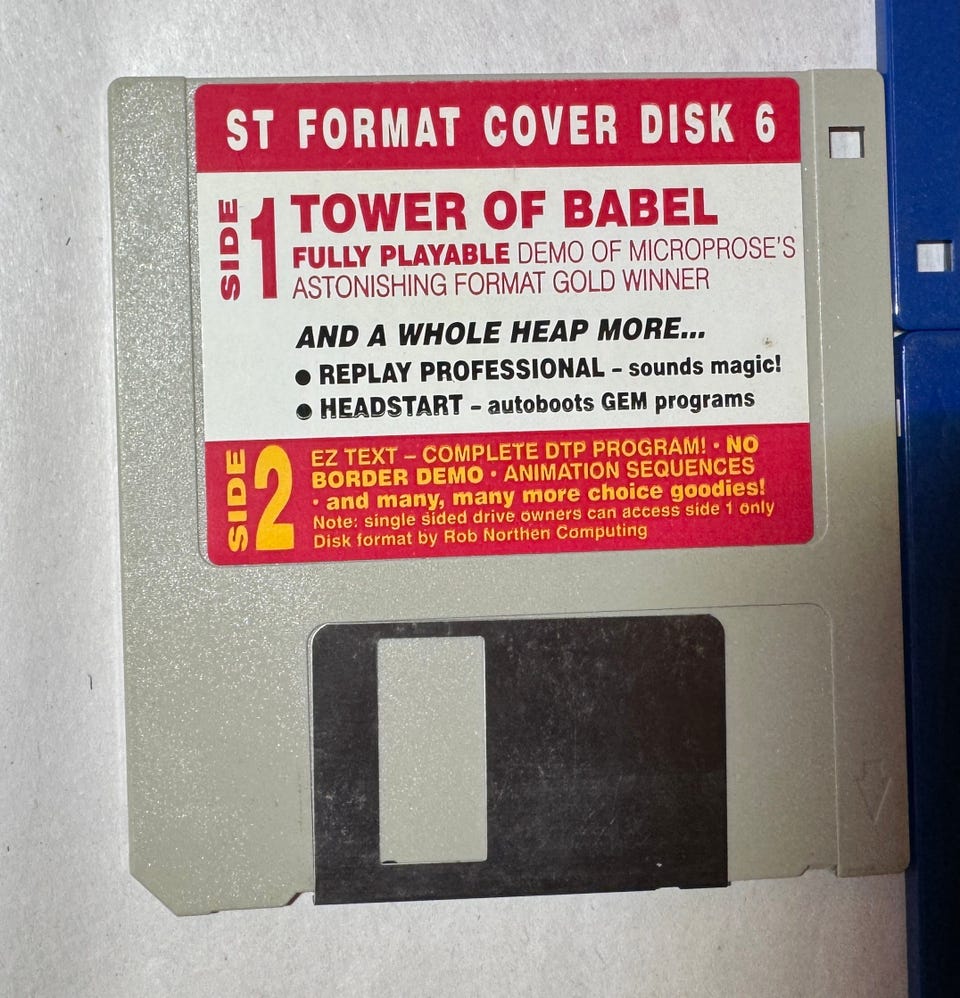 ST FORMAT COVER DISK 6
SIDE 1
TOWER OF BABEL
FULLY PLAYABLE DEMO OF MICROPROSE'S
ASTONISHING FORMAT GOLD WINNER
AND A WHOLE HEAP MORE...
● REPLAY PROFESSIONAL – sounds magic!
● HEADSTART – autoboots GEM programs
SIDE 2
EZ TEXT – COMPLETE DTP PROGRAM! • NO
BORDER DEMO • ANIMATION SEQUENCES
• and many, many more choice goodies!
Note: single sided drive owners can access side 1 only
Disk format by Rob Northen Computing